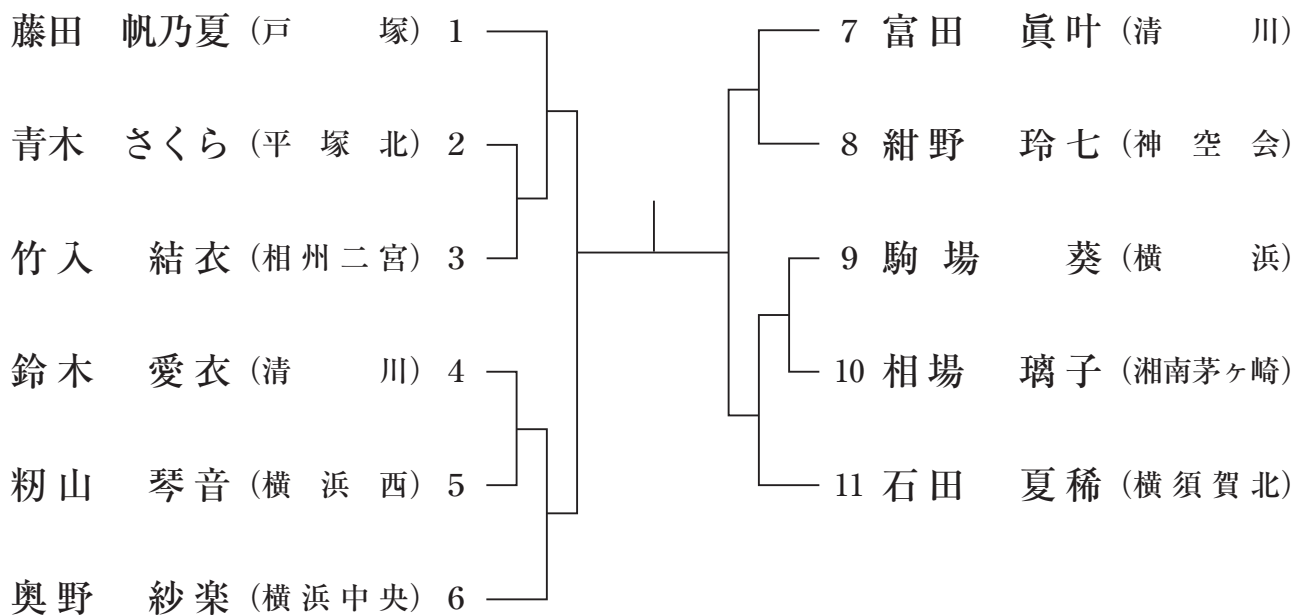 藤田 帆乃夏 (戸塚) 1
青木 さくら (平塚北) 2
竹入 結衣 (相州二宮) 3
鈴木 愛衣 (清川) 4
籾山 琴音 (横浜西) 5
奥野 紗楽 (横浜中央) 6
7 富田 眞叶 (清川)
8 紺野 玲七 (神空会)
9 駒場 葵 (横浜)
10 相場 璃子 (湘南茅ヶ崎)
11 石田 夏稀 (横須賀北)